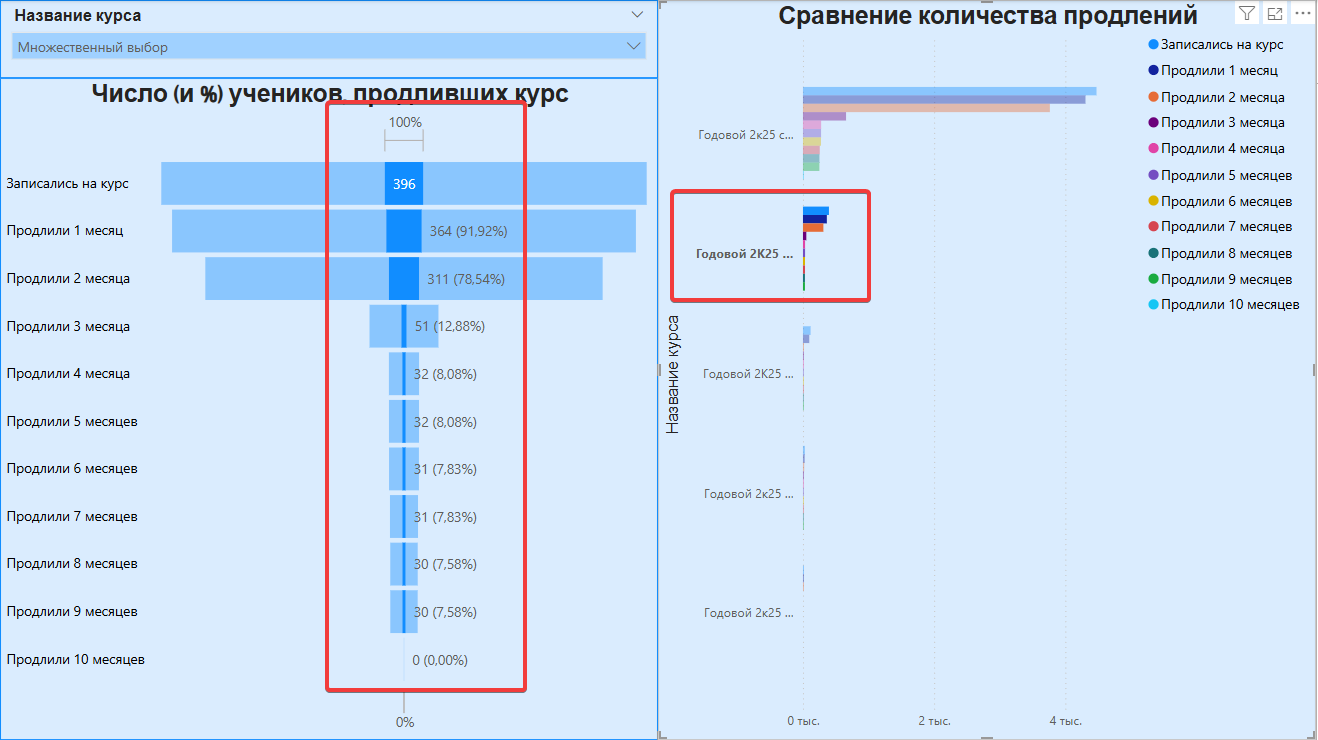 Название курса
Множественный выбор
Число (и %) учеников, продливших курс
100%
Записались на курс
396
Продлили 1 месяц
364 (91,92%)
Продлили 2 месяца
311 (78,54%)
Продлили 3 месяца
51 (12,88%)
Продлили 4 месяца
32 (8,08%)
Продлили 5 месяцев
32 (8,08%)
Продлили 6 месяцев
31 (7,83%)
Продлили 7 месяцев
31 (7,83%)
Продлили 8 месяцев
30 (7,58%)
Продлили 9 месяцев
30 (7,58%)
Продлили 10 месяцев
0 (0,00%)
0%
Сравнение количества продлений
Записались на курс
Продлили 1 месяц
Продлили 2 месяца
Продлили 3 месяца
Продлили 4 месяца
Продлили 5 месяцев
Продлили 6 месяцев
Продлили 7 месяцев
Продлили 8 месяцев
Продлили 9 месяцев
Продлили 10 месяцев
Название курса
Годовой 2к25 с...
Годовой 2К25 ...
Годовой 2К25 ...
Годовой 2к25 ...
Годовой 2к25 ...
0 тыс.
2 тыс.
4 тыс.